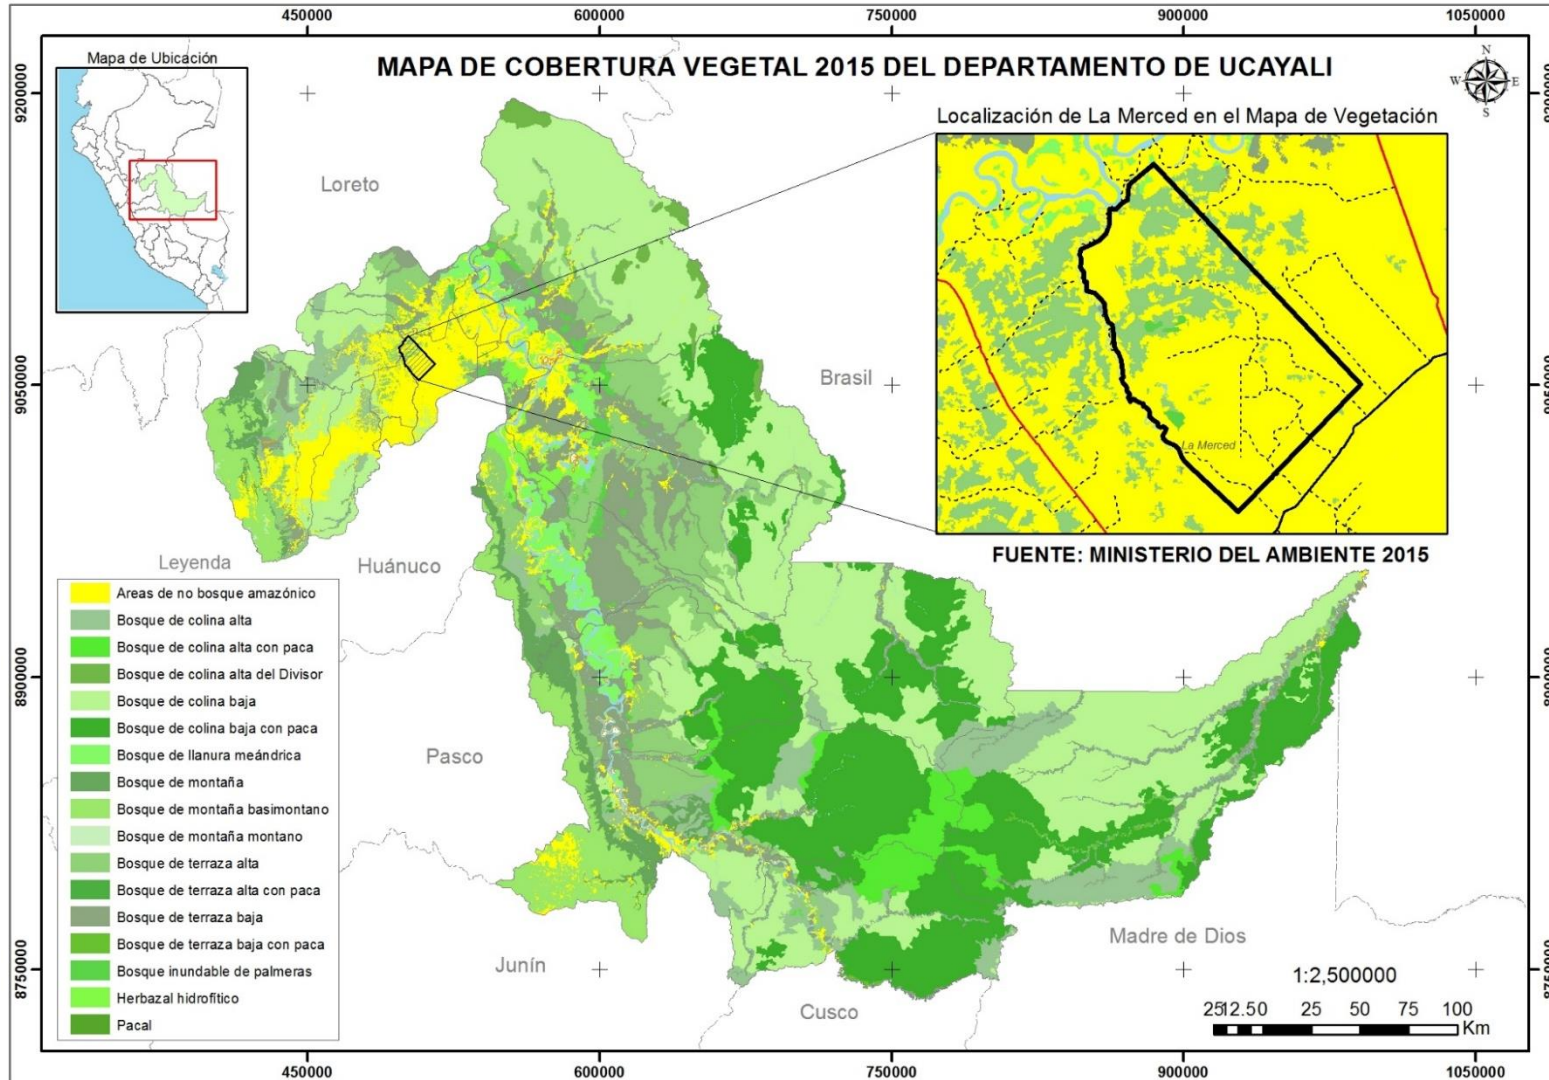 450000 600000 750000 900000 1050000
MAPA DE COBERTURA VEGETAL 2015 DEL DEPARTAMENTO DE UCAYALI
Mapa de Ubicación
N
W E
S
9200000 9200000
Localización de La Merced en el Mapa de Vegetación
La Merced
FUENTE: MINISTERIO DEL AMBIENTE 2015
Loreto
Brasil
9050000 9050000
Huánuco
Pasco
Junín
Cusco
Madre de Dios
8900000 8900000
Leyenda
Areas de no bosque amazónico
Bosque de colina alta
Bosque de colina alta con paca
Bosque de colina alta del Divisor
Bosque de colina baja
Bosque de colina baja con paca
Bosque de llanura meándrica
Bosque de montaña
Bosque de montaña basimontano
Bosque de montaña montano
Bosque de terraza alta
Bosque de terraza alta con paca
Bosque de terraza baja
Bosque de terraza baja con paca
Bosque inundable de palmeras
Herbazal hidrofítico
Pacal
8750000 8750000
1:2,500000
2512.50 25 50 75 100
Km
450000 600000 750000 900000 1050000